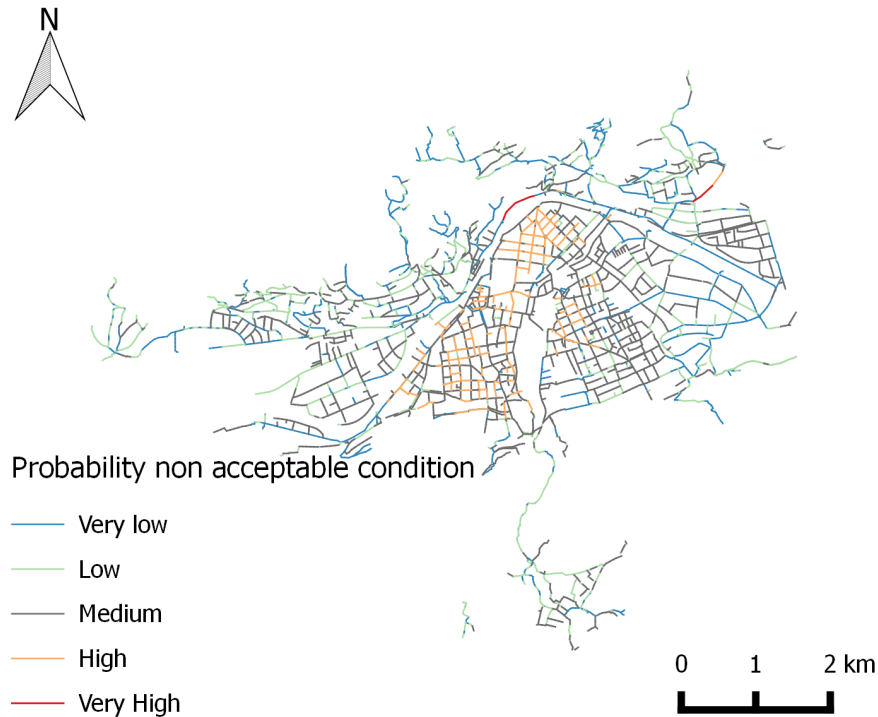 N
Probability non acceptable condition
Very low
Low
Medium
High
Very High
0 1 2 km